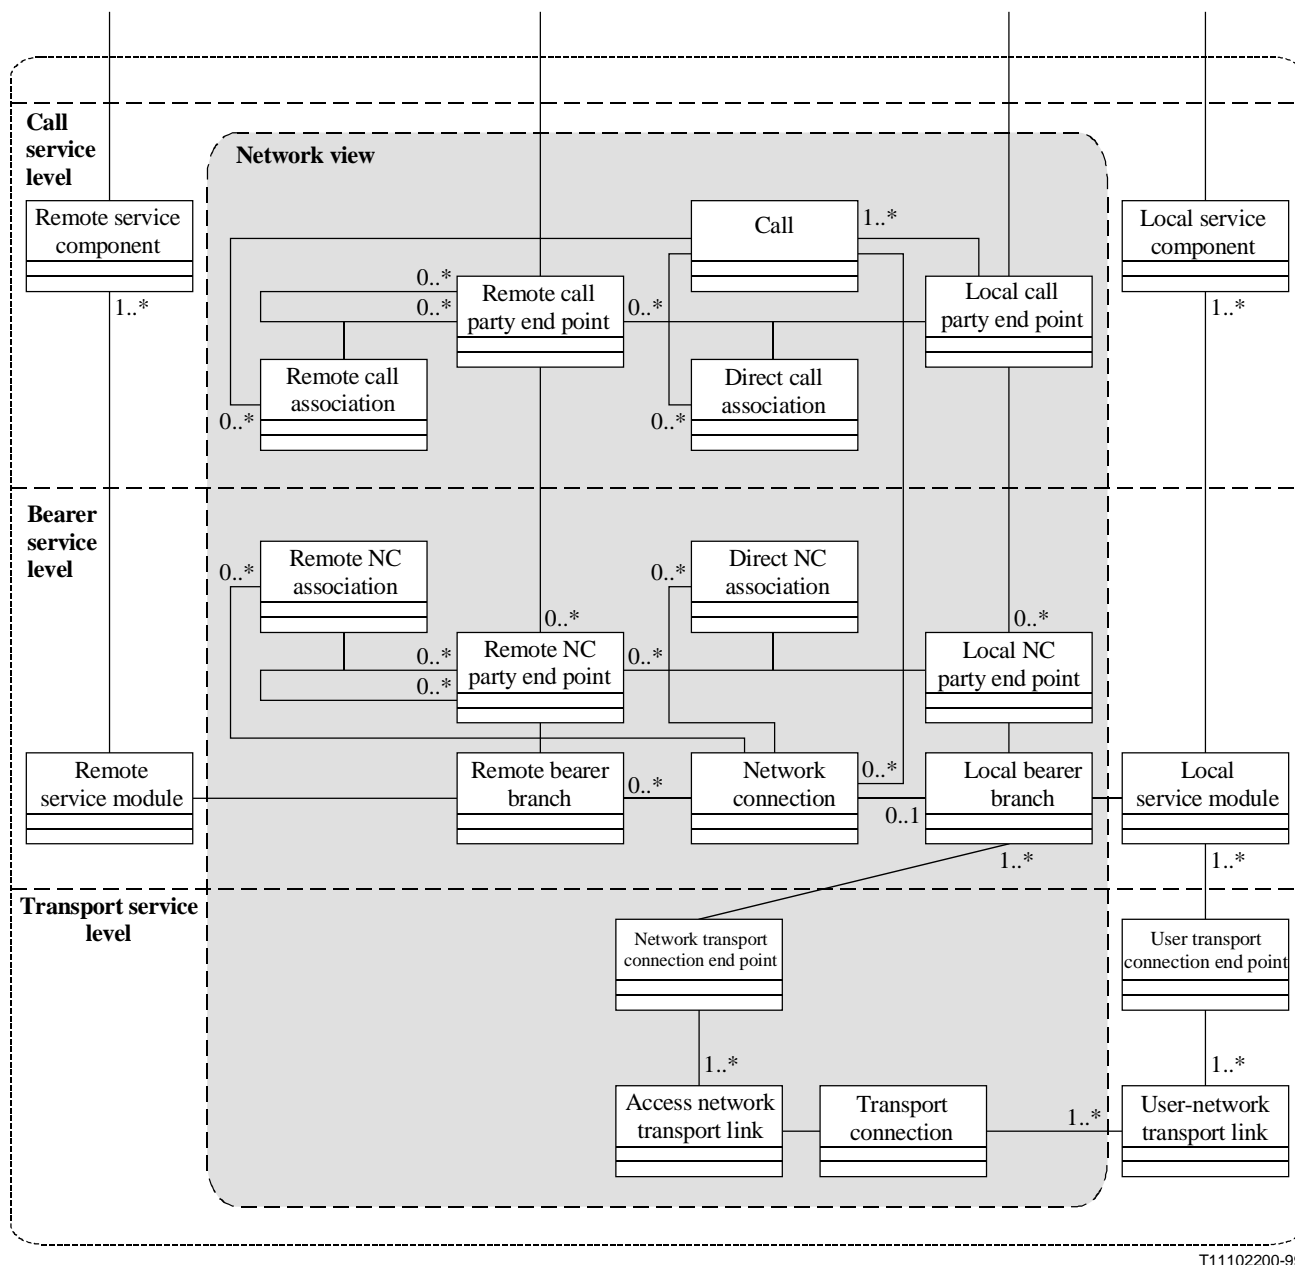 Call
service
level
Network view
Remote service
component
1..*
Call
1..*
Local service
component
1..*
0..*
0..*
Remote call
party end point
0..*
Local call
party end point
Remote call
association
0..*
Direct call
association
0..*
Bearer
service
level
0..*
Remote NC
association
0..*
Direct NC
association
0..*
0..*
0..*
0..*
Remote NC
party end point
0..*
Local NC
party end point
Remote
service module
Remote bearer
branch
0..*
Network
connection
0..*
0..1
Local bearer
branch
Local
service module
1..*
1..*
Transport service
level
Network transport
connection end point
User transport
connection end point
1..*
1..*
Access network
transport link
Transport
connection
1..*
User-network
transport link